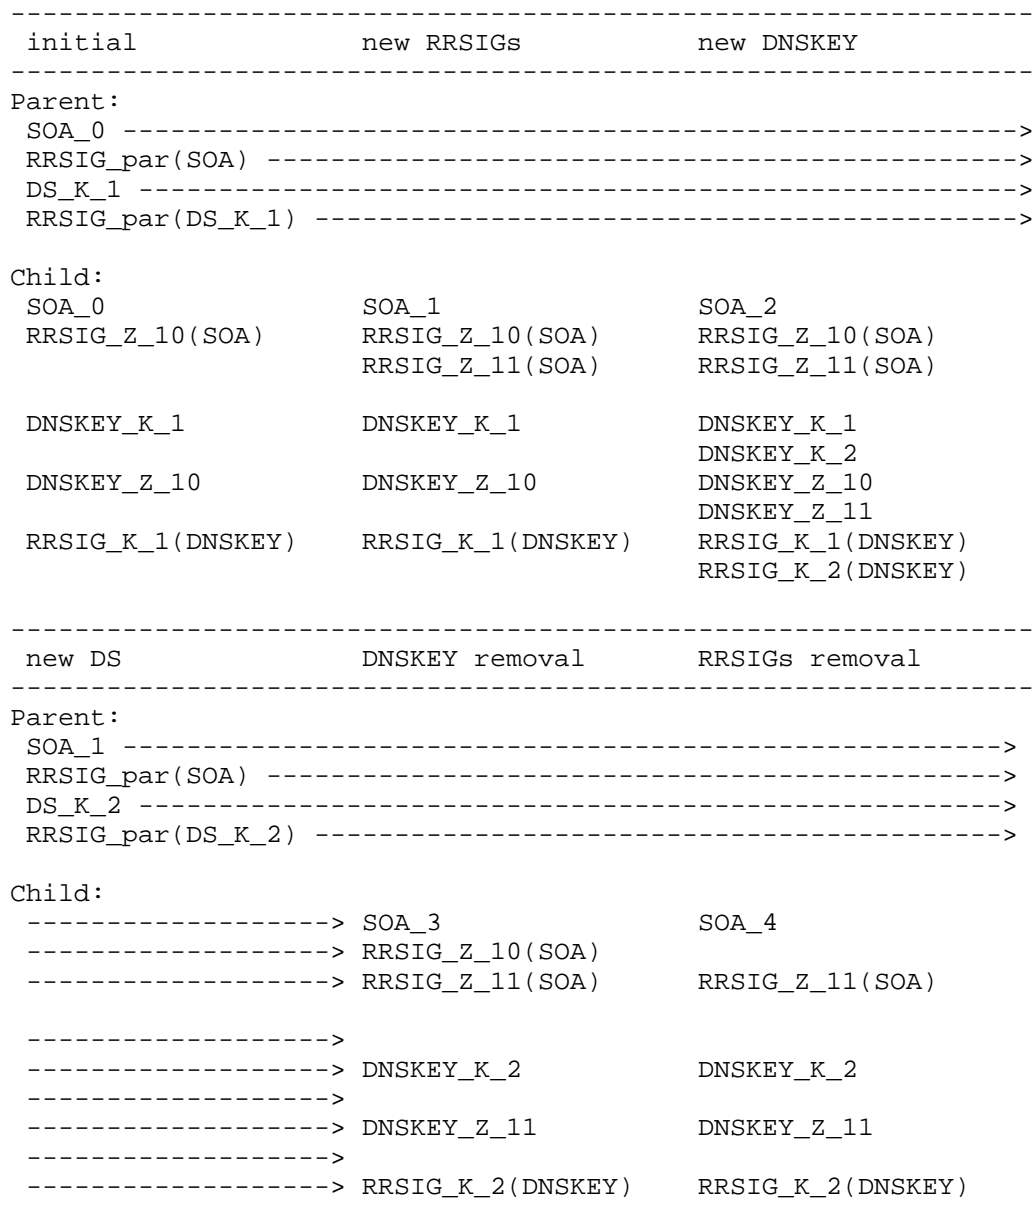 ------------------------------------------------------------------
 initial              new RRSIGs           new DNSKEY
------------------------------------------------------------------
Parent:
 SOA_0 -------------------------------------------------------->
 RRSIG_par(SOA) ----------------------------------------------->
 DS_K_1 ------------------------------------------------------->
 RRSIG_par(DS_K_1) -------------------------------------------->

Child:
 SOA_0                SOA_1                SOA_2
 RRSIG_Z_10(SOA)      RRSIG_Z_10(SOA)      RRSIG_Z_10(SOA)
                      RRSIG_Z_11(SOA)      RRSIG_Z_11(SOA)

 DNSKEY_K_1           DNSKEY_K_1           DNSKEY_K_1
                                           DNSKEY_K_2
 DNSKEY_Z_10          DNSKEY_Z_10          DNSKEY_Z_10
                                           DNSKEY_Z_11
 RRSIG_K_1(DNSKEY)    RRSIG_K_1(DNSKEY)    RRSIG_K_1(DNSKEY)
                                           RRSIG_K_2(DNSKEY)

------------------------------------------------------------------
 new DS               DNSKEY removal       RRSIGs removal
------------------------------------------------------------------
Parent:
 SOA_1 ------------------------------------------------------->
 RRSIG_par(SOA) ---------------------------------------------->
 DS_K_2 ------------------------------------------------------>
 RRSIG_par(DS_K_2) ------------------------------------------->

Child:
 -------------------> SOA_3                SOA_4
 -------------------> RRSIG_Z_10(SOA)
 -------------------> RRSIG_Z_11(SOA)      RRSIG_Z_11(SOA)

 ------------------->
 -------------------> DNSKEY_K_2           DNSKEY_K_2
 ------------------->
 -------------------> DNSKEY_Z_11          DNSKEY_Z_11
 ------------------->
 -------------------> RRSIG_K_2(DNSKEY)    RRSIG_K_2(DNSKEY)